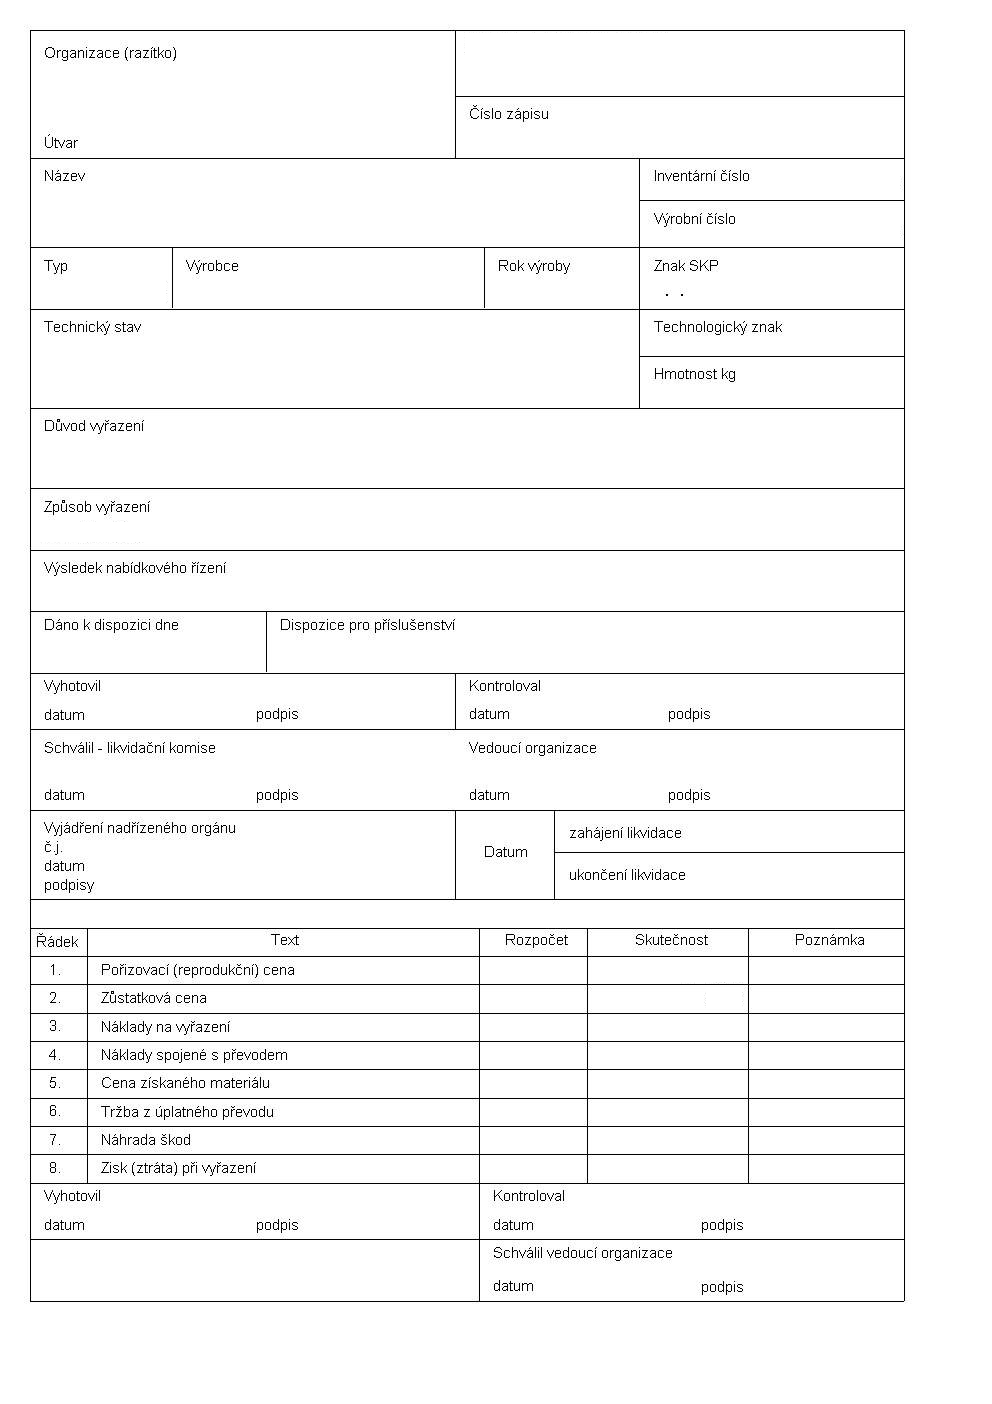 Organizace (razítko)
Číslo zápisu
Útvar
Název
Inventární číslo
Výrobní číslo
Typ
Výrobce
Rok výroby
Znak SKP
. .
Technický stav
Technologický znak
Hmotnost kg
Důvod vyřazení
Způsob vyřazení
Výsledek nabídkového řízení
Dáno k dispozici dne
Dispozice pro příslušenství
Vyhotovil
datum podpis
Kontroloval
datum podpis
Schválil - likvidační komise
datum podpis
Vedoucí organizace
datum podpis
Vyjádření nadřízeného orgánu
č.j.
datum
podpisy
Datum
zahájení likvidace
ukončení likvidace
Řádek Text Rozpočet Skutečnost Poznámka
1. Pořizovací (reprodukční) cena
2. Zůstatková cena
3. Náklady na vyřazení
4. Náklady spojené s převodem
5. Cena získaného materiálu
6. Tržba z úplatného převodu
7. Náhrada škod
8. Zisk (ztráta) při vyřazení
Vyhotovil
datum podpis
Kontroloval
datum podpis
Schválil vedoucí organizace
datum podpis